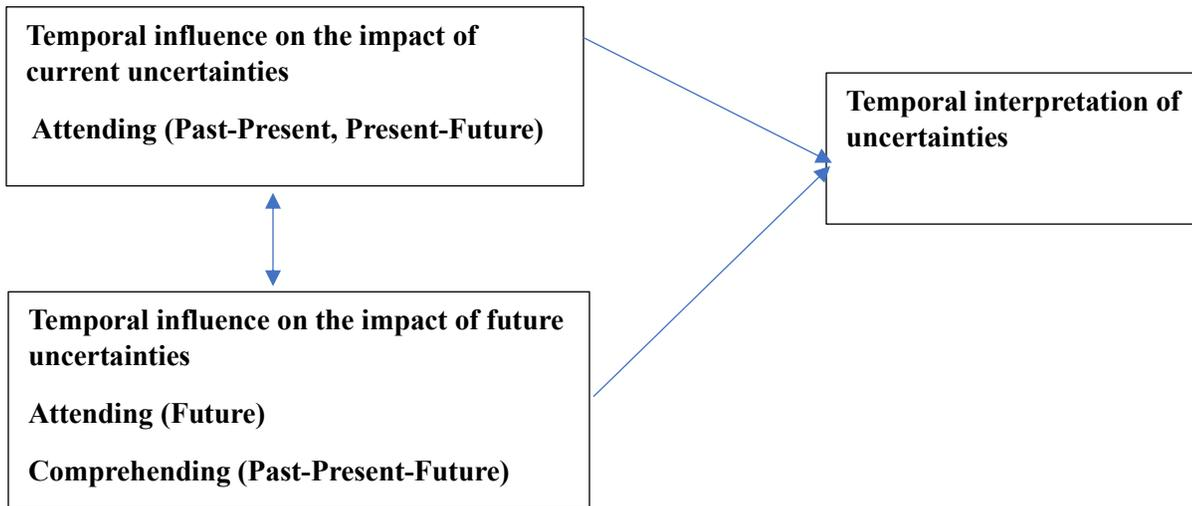 Temporal influence on the impact of
current uncertainties
Attending (Past-Present, Present-Future)
Temporal interpretation of
uncertainties
Temporal influence on the impact of future
uncertainties
Attending (Future)
Comprehending (Past-Present-Future)